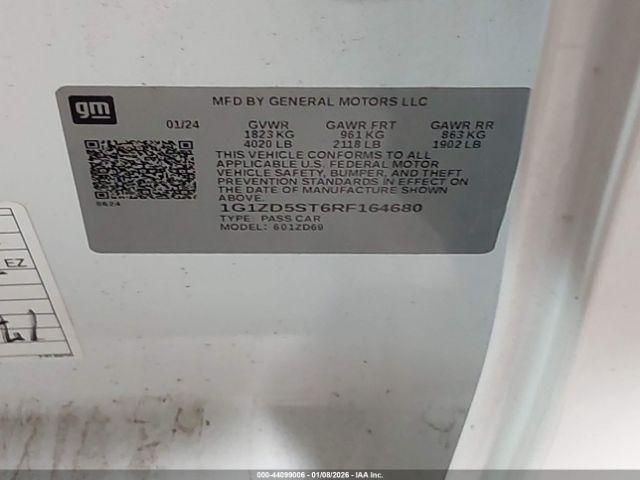 gm
MFD BY GENERAL MOTORS LLC
01/24 GVWR GAWR FRT GAWR RR
1823 KG 961 KG 863 KG
4020 LB 2118 LB 1902 LB
THIS VEHICLE CONFORMS TO ALL
APPLICABLE U.S. FEDERAL MOTOR
VEHICLE SAFETY, BUMPER, AND THEFT
PREVENTION STANDARDS IN EFFECT ON
THE DATE OF MANUFACTURE SHOWN
ABOVE.
1G1ZD5ST6RF164680
TYPE: PASS CAR
MODEL: 601ZD69
EZ
000-44099006 - 01/08/2026 - IAA Inc.